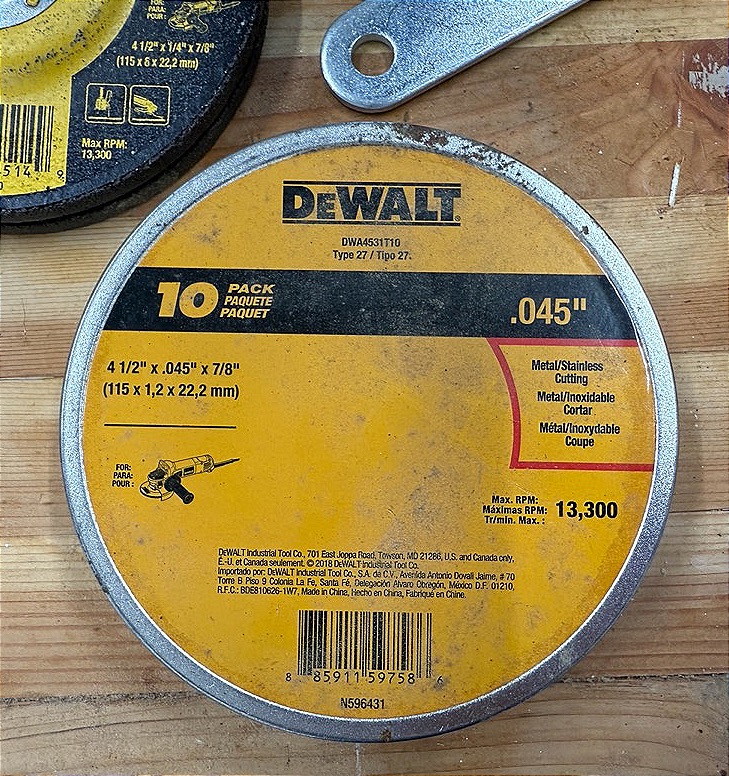 FOR:
PARA:
POUR :
4 1/2" x 1/4" x 7/8"
(115 x 6 x 22,2 mm)
Max RPM:
13,300
514 9
DEWALT
DWA4531T10
Type 27 / Tipo 27.
10 PACK
PAQUETE
PAQUET
.045"
4 1/2" x .045" x 7/8"
(115 x 1,2 x 22,2 mm)
Metal/Stainless
Cutting
Metal/Inoxidable
Cortar
Métal/Inoxydable
Coupe
FOR:
PARA:
POUR :
Max. RPM:
Máximas RPM:
Tr/min. Max. :
13,300
DEWALT Industrial Tool Co., 701 East Joppa Road, Towson, MD 21286, U.S. and Canada only,
É.-U. et Canada seulement. © 2018 DEWALT Industrial Tool Co.
Importado por: DEWALT Industrial Tool Co., S.A. de C.V., Avenida Antonio Dovali Jaime, # 70
Torre B Piso 9 Colonia La Fe, Santa Fé, Delegación Alvaro Obregón, México D.F. 01210,
R.F.C.: BDE810626-1W7, Made in China, Hecho en China, Fabriqué en Chine.
8 85911 59758 6
N596431